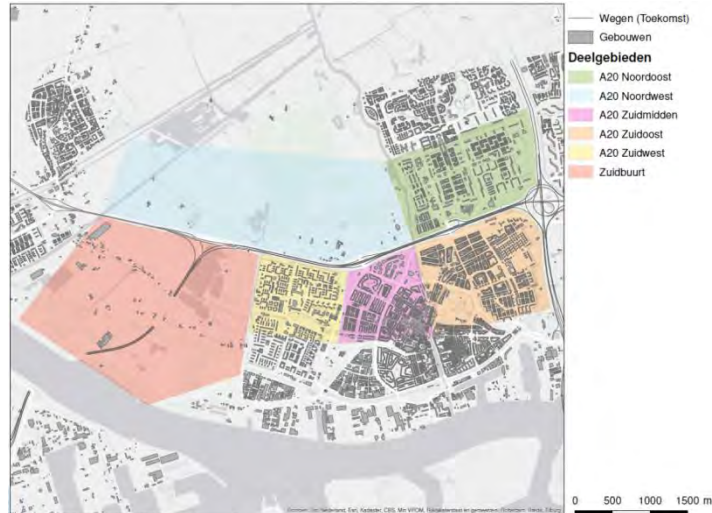 Wegen (Toekomst)
Gebouwen
Deelgebieden
A20 Noordoost
A20 Noordwest
A20 Zuidmidden
A20 Zuidoost
A20 Zuidwest
Zuidbuurt
0 500 1000 1500 m